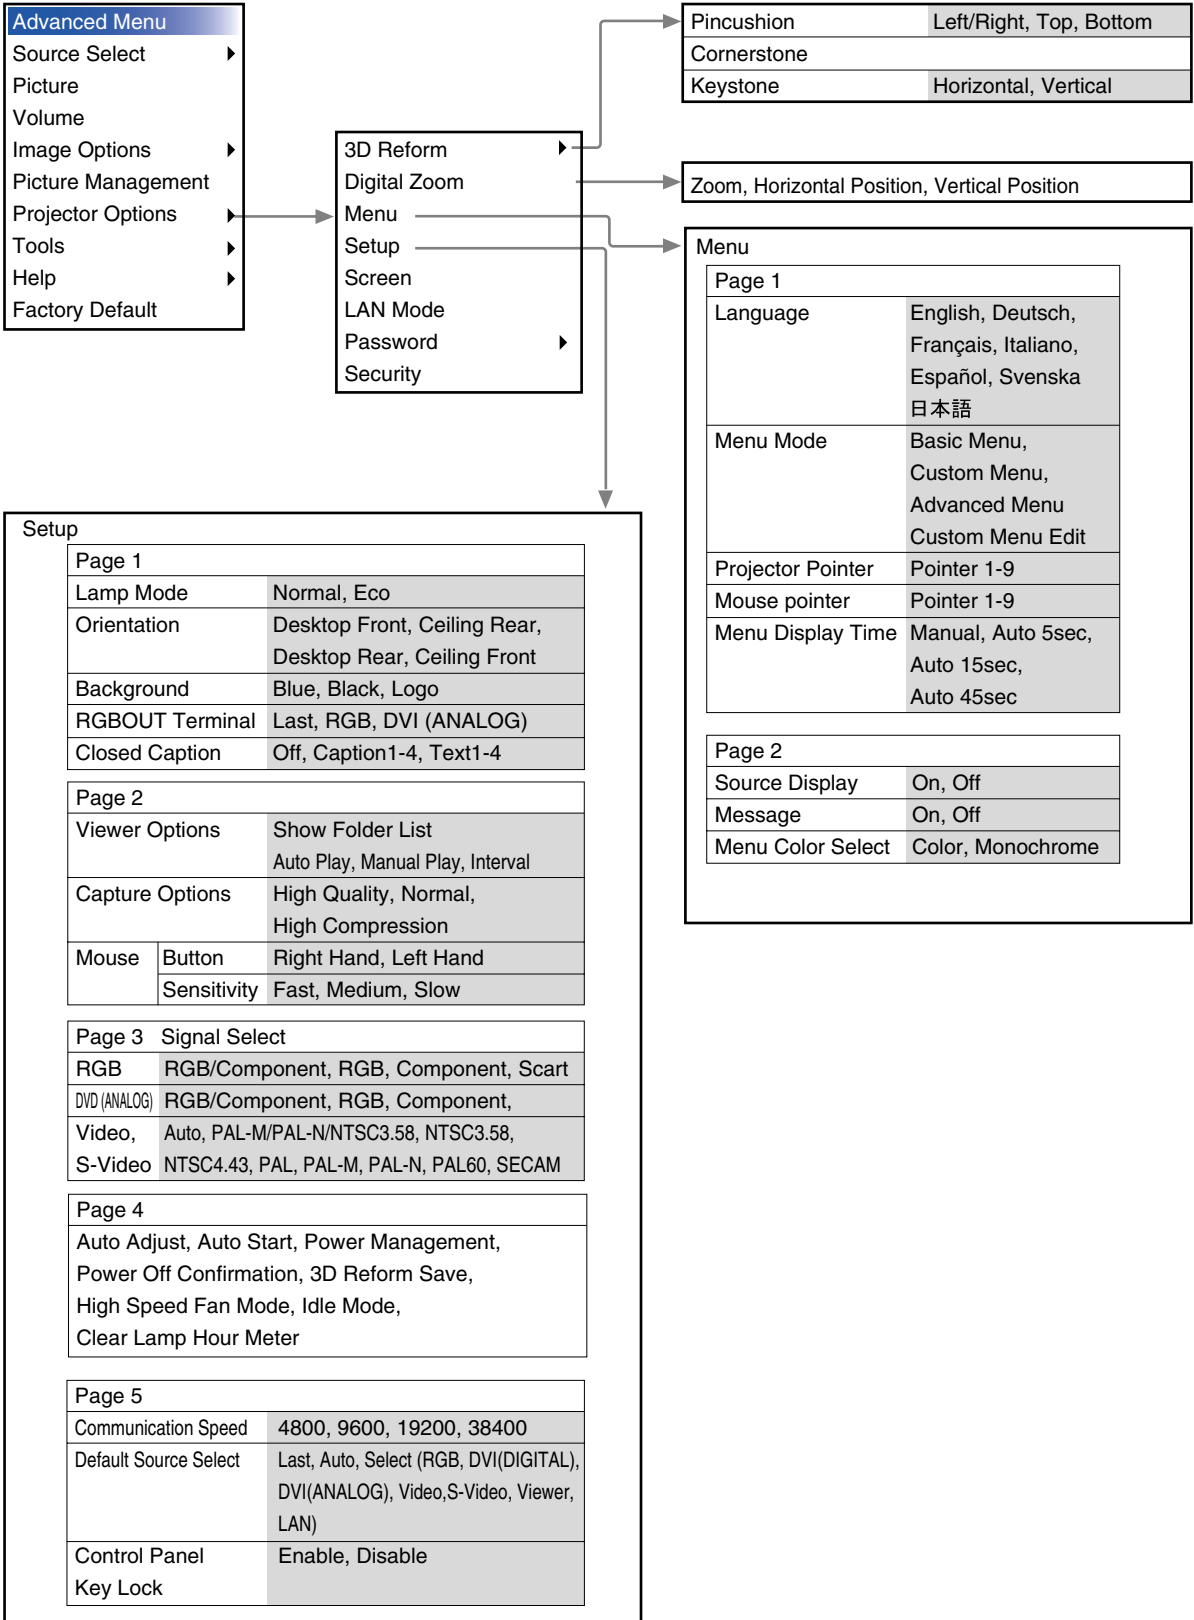 Advanced Menu
Source Select
Picture
Volume
Image Options
Picture Management
Projector Options
Tools
Help
Factory Default
3D Reform
Digital Zoom
Menu
Setup
Screen
LAN Mode
Password
Security
Pincushion Left/Right, Top, Bottom
Cornerstone
Keystone Horizontal, Vertical
Zoom, Horizontal Position, Vertical Position
Menu
Page 1
Language English, Deutsch,
Français, Italiano,
Español, Svenska
日本語
Menu Mode Basic Menu,
Custom Menu,
Advanced Menu
Custom Menu Edit
Projector Pointer Pointer 1-9
Mouse pointer Pointer 1-9
Menu Display Time Manual, Auto 5sec,
Auto 15sec,
Auto 45sec
Page 2
Source Display On, Off
Message On, Off
Menu Color Select Color, Monochrome
Setup
Page 1
Lamp Mode Normal, Eco
Orientation Desktop Front, Ceiling Rear,
Desktop Rear, Ceiling Front
Background Blue, Black, Logo
RGBOUT Terminal Last, RGB, DVI (ANALOG)
Closed Caption Off, Caption1-4, Text1-4
Page 2
Viewer Options Show Folder List
Auto Play, Manual Play, Interval
Capture Options High Quality, Normal,
High Compression
Mouse Button Right Hand, Left Hand
Sensitivity Fast, Medium, Slow
Page 3 Signal Select
RGB RGB/Component, RGB, Component, Scart
DVD (ANALOG) RGB/Component, RGB, Component,
Video, Auto, PAL-M/PAL-N/NTSC3.58, NTSC3.58,
S-Video NTSC4.43, PAL, PAL-M, PAL-N, PAL60, SECAM
Page 4
Auto Adjust, Auto Start, Power Management,
Power Off Confirmation, 3D Reform Save,
High Speed Fan Mode, Idle Mode,
Clear Lamp Hour Meter
Page 5
Communication Speed 4800, 9600, 19200, 38400
Default Source Select Last, Auto, Select (RGB, DVI(DIGITAL),
DVI(ANALOG), Video,S-Video, Viewer,
LAN)
Control Panel Enable, Disable
Key Lock